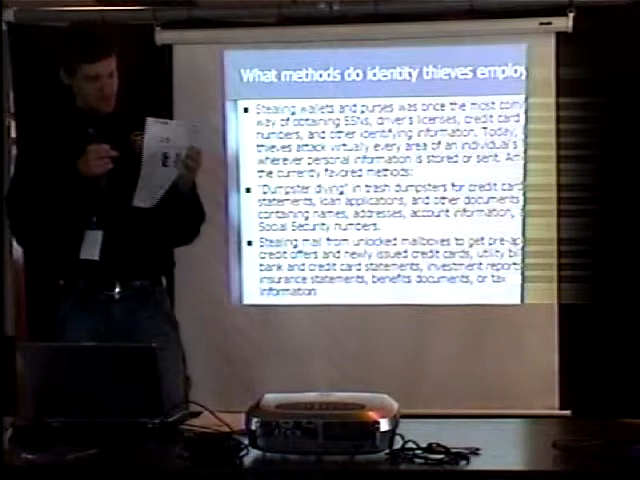 What methods do identity thieves employ
Stealing wallets and purses was once the most com
way of obtaining SSNs, driver's licenses, credit card
numbers, and other identifying information. Today,
thieves attack virtually every area of an individual's
wherever personal information is stored or sent. Am
the currently favored methods:
"Dumpster diving" in trash dumpsters for credit card
statements, loan applications, and other documents
containing names, addresses, account information,
Social Security numbers.
Stealing mail from unlocked mailboxes to get pre-ap
credit offers and newly issued credit cards, utility bil
bank and credit card statements, investment report
insurance statements, benefits documents, or tax
information